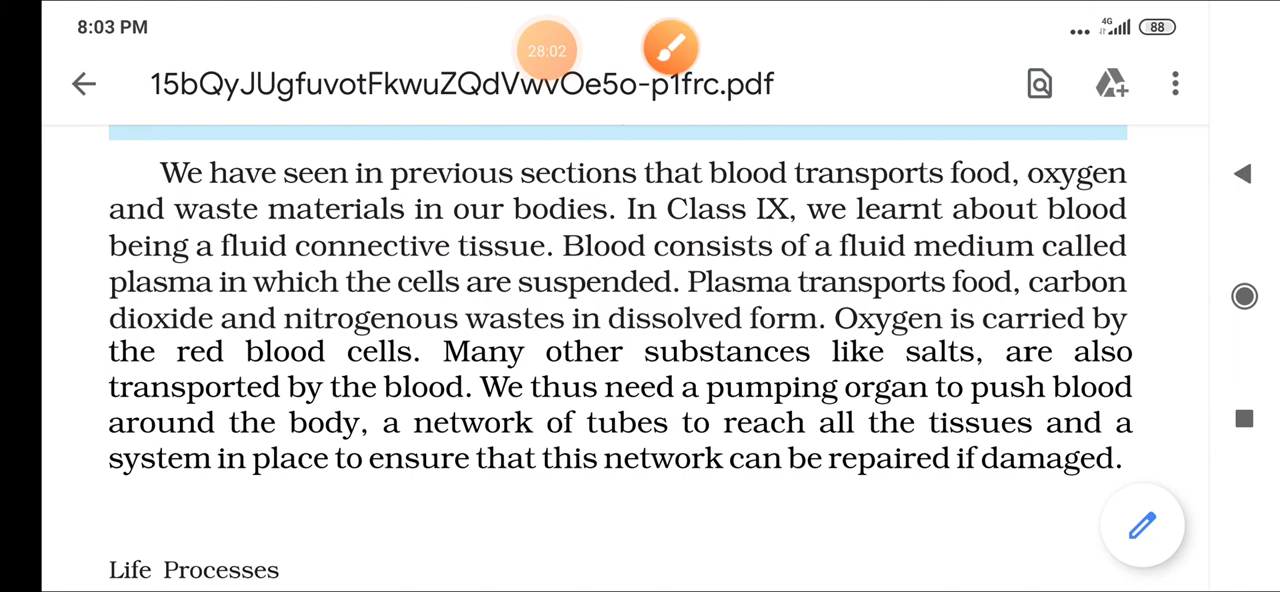 8:03 PM
28:02
4G
88
15bQyJUgfuvotFkwuZQdVwvOe5o-p1frc.pdf
We have seen in previous sections that blood transports food, oxygen
and waste materials in our bodies. In Class IX, we learnt about blood
being a fluid connective tissue. Blood consists of a fluid medium called
plasma in which the cells are suspended. Plasma transports food, carbon
dioxide and nitrogenous wastes in dissolved form. Oxygen is carried by
the red blood cells. Many other substances like salts, are also
transported by the blood. We thus need a pumping organ to push blood
around the body, a network of tubes to reach all the tissues and a
system in place to ensure that this network can be repaired if damaged.
Life Processes